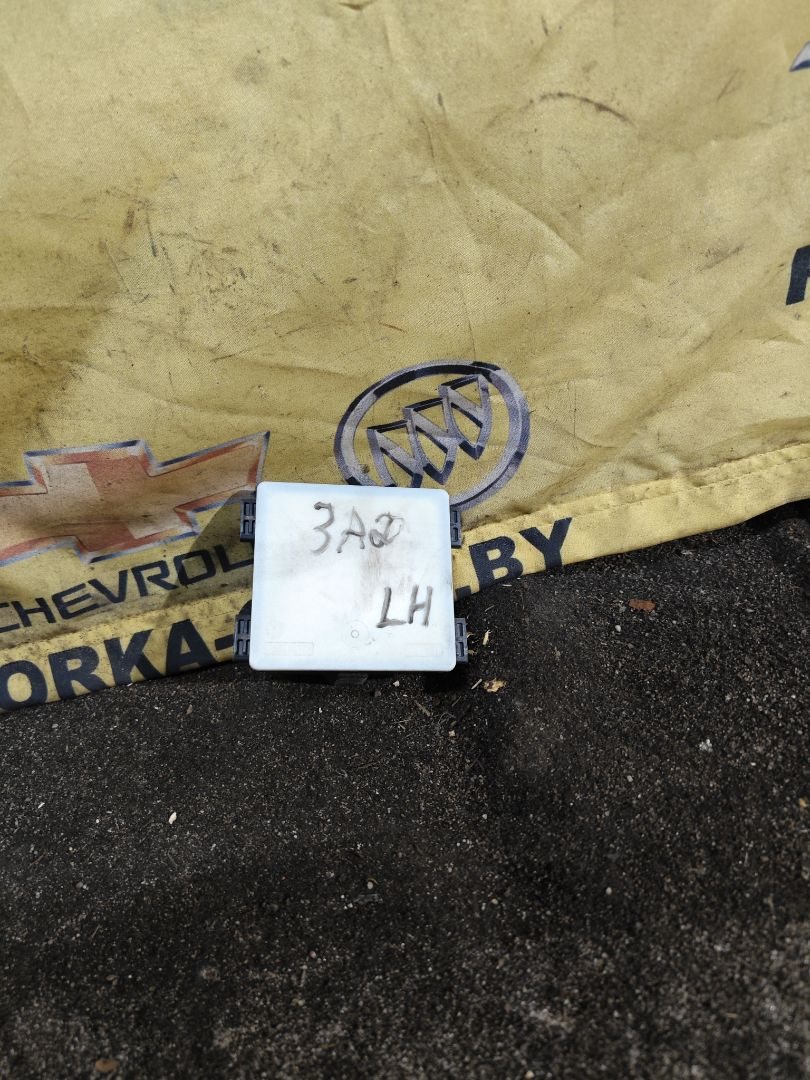 ЗАД
LH
CHEVROL
ORKA-
.BY